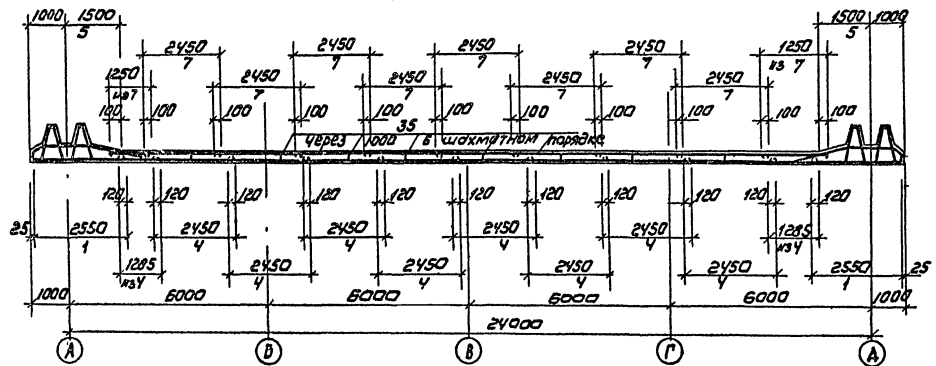 1000 1500 1500 1000
5 5
2450 2450 2450 2450 1250
7 7 7 7 из 7
1250 2450 2450 2450 2450
из 7 7 7 7 7
100 100 100 100 100 100 100 100 100 100
35
через 1000 в шахматном порядке
120 120 120 120 120 120 120 120 120 120
25 2550 2450 2450 2450 2450 1285
1 4 4 4 4 из 4
1285 2450 2450 2450 2450 2550 25
из 4 4 4 4 4 1
1000 6000 6000 6000 6000 1000
24000
А Б В Г Д